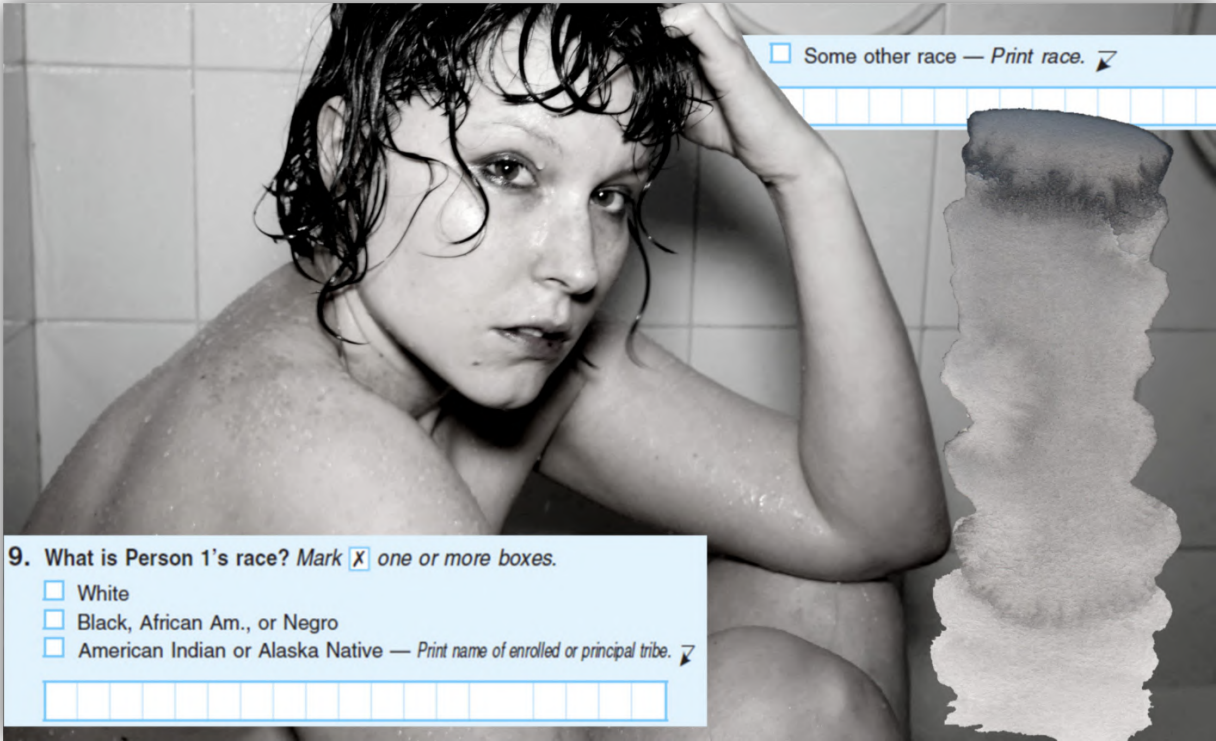 Some other race — Print race.
9. What is Person 1's race? Mark X one or more boxes.
White
Black, African Am., or Negro
American Indian or Alaska Native — Print name of enrolled or principal tribe.